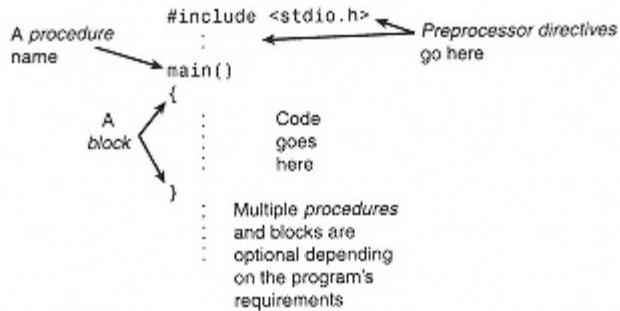 #include <stdio.h>
A procedure
name
Preprocessor directives
go here
main()
{
A
block
Code
goes
here
}
Multiple procedures
and blocks are
optional depending
on the program's
requirements